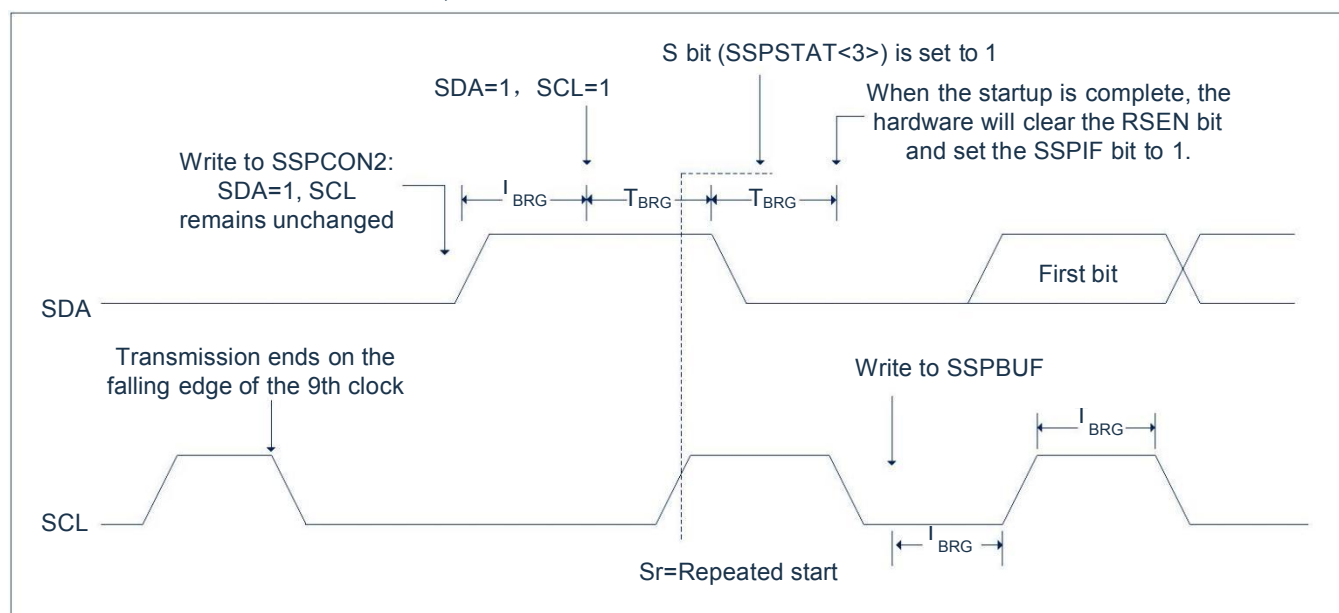 S bit (SSPSTAT<3>) is set to 1
SDA=1，SCL=1
When the startup is complete, the
hardware will clear the RSEN bit
and set the SSPIF bit to 1.
Write to SSPCON2:
SDA=1, SCL
remains unchanged
I BRG
TBRG
TBRG
SDA
First bit
Transmission ends on the
falling edge of the 9th clock
Write to SSPBUF
I BRG
SCL
I BRG
Sr=Repeated start